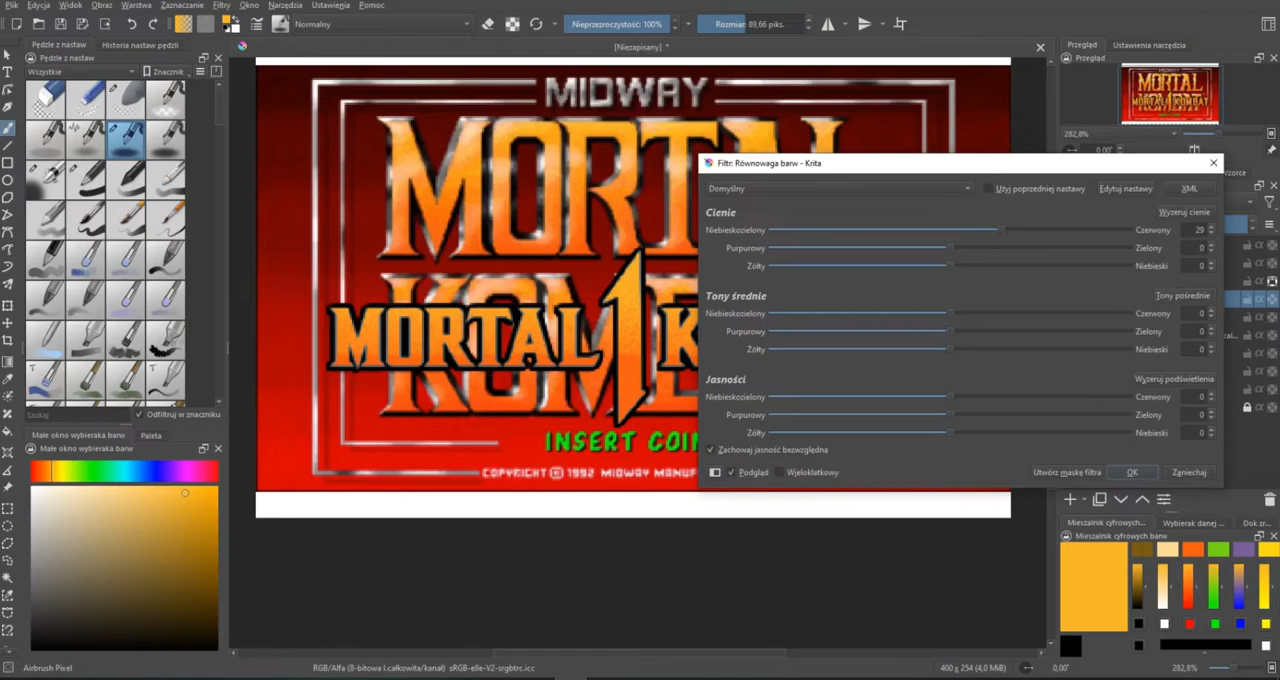 Plik Edycja Widok Obraz Warstwa Zaznaczanie Filtry Okno Narzędzia Ustawienia Pomoc
Normalny Nieprzezroczystość: 100% Rozmiar: 89,66 piks.
Pędzle z nastaw Historia nastaw pędzli
[Niezapisany] *
Przegląd Ustawienia narzędzia
Pędzle z nastaw
Przegląd
Wszystkie Znacznik
MIDWAY
MORTAL
MORTAL
INSERT COI
COPYRIGHT © 1992 MIDWAY MANUF
MORTAL
MORTAL KOMBAT
282,8%
0,00°
Filtr: Równowaga barw - Krita
Domyślny Użyj poprzedniej nastawy Edytuj nastawy XML
Cienie Wyzeruj cienie
Niebieskozielony Czerwony 29
Purpurowy Zielony 0
Żółty Niebieski 0
Tony średnie Tony pośrednie
Niebieskozielony Czerwony 0
Purpurowy Zielony 0
Żółty Niebieski 0
Jasności Wyzeruj podświetlenia
Niebieskozielony Czerwony 0
Purpurowy Zielony 0
Żółty Niebieski 0
Zachowaj jasność bezwzględną
Podgląd Wjeloklatkowy Utwórz maskę filtra OK Zaniechaj
Szukaj Odfiltruj w znaczniku
Małe okno wybieraka barw Paleta
Małe okno wybieraka barw
Mieszalnik cyfrowych... Wybierak danej ... Dok zr...
Mieszalnik cyfrowych barw
Airbrush Pixel
RGB/Alfa (8-bitowa l.całkowita/kanał) sRGB-elle-V2-srgbtrc.icc
400 x 254 (4,0 MiB) 0,00° 282,8%